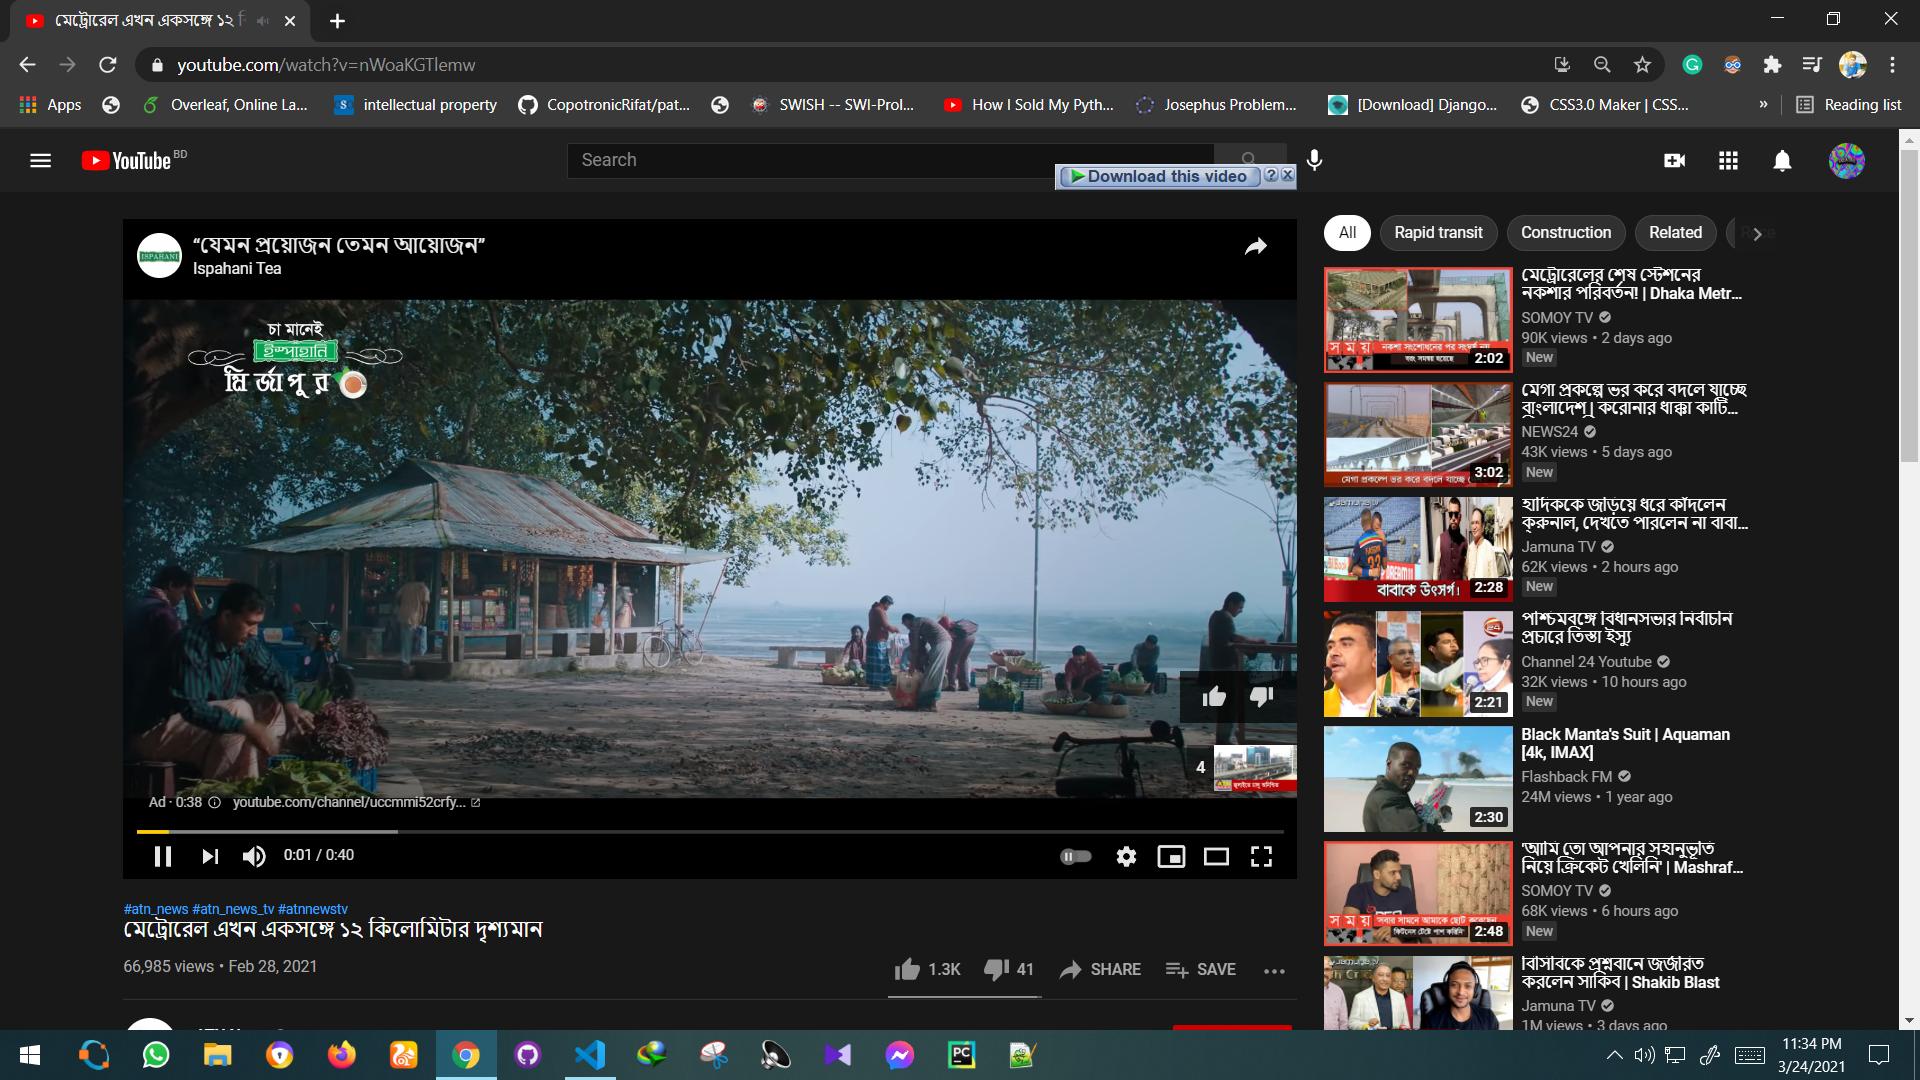 মেট্রোরেল এখন একসঙ্গে ১২
youtube.com/watch?v=nWoaKGTlemw
Apps
Overleaf, Online La...
intellectual property
CopotronicRifat/pat...
SWISH -- SWI-Prol...
How I Sold My Pyth...
Josephus Problem...
[Download] Django...
CSS3.0 Maker | CSS...
»
Reading list
YouTube BD
Search
Download this video
“যেমন প্রয়োজন তেমন আয়োজন”
Ispahani Tea
ISPAHANI
চা মানেই
ইস্পাহানি
মির্জাপুর
4
Ad · 0:38
youtube.com/channel/uccmmi52crfy...
0:01 / 0:40
#atn_news #atn_news_tv #atnnewstv
মেট্রোরেল এখন একসঙ্গে ১২ কিলোমিটার দৃশ্যমান
66,985 views • Feb 28, 2021
1.3K
41
SHARE
SAVE
All
Rapid transit
Construction
Related
মেট্রোরেলের শেষ স্টেশনের
নকশার পরিবর্তন! | Dhaka Metr...
SOMOY TV
90K views • 2 days ago
New
সময়
2:02
মেগা প্রকল্পে ভর করে বদলে যাচ্ছে
বাংলাদেশ | করোনার ধাক্কা কাটি...
NEWS24
43K views • 5 days ago
New
মেগা প্রকল্পে ভর করে বদলে যাচ্ছে
3:02
হার্দিককে জড়িয়ে ধরে কাঁদলেন
ক্রুনাল, দেখতে পারলেন না বাবা...
Jamuna TV
62K views • 2 hours ago
New
বাবাকে উৎসর্গ!
2:28
পশ্চিমবঙ্গে বিধানসভার নির্বাচনি
প্রচারে তিস্তা ইস্যু
Channel 24 Youtube
32K views • 10 hours ago
New
24
2:21
Black Manta's Suit | Aquaman
[4k, IMAX]
Flashback FM
24M views • 1 year ago
2:30
'আমি তো আপনার সহানুভূতি
নিয়ে ক্রিকেট খেলিনি' | Mashraf...
SOMOY TV
68K views • 6 hours ago
New
সময়
2:48
বিসিবিকে প্রশ্নবানে জর্জরিত
করলেন সাকিব | Shakib Blast
Jamuna TV
1M views • 3 days ago
11:34 PM
3/24/2021